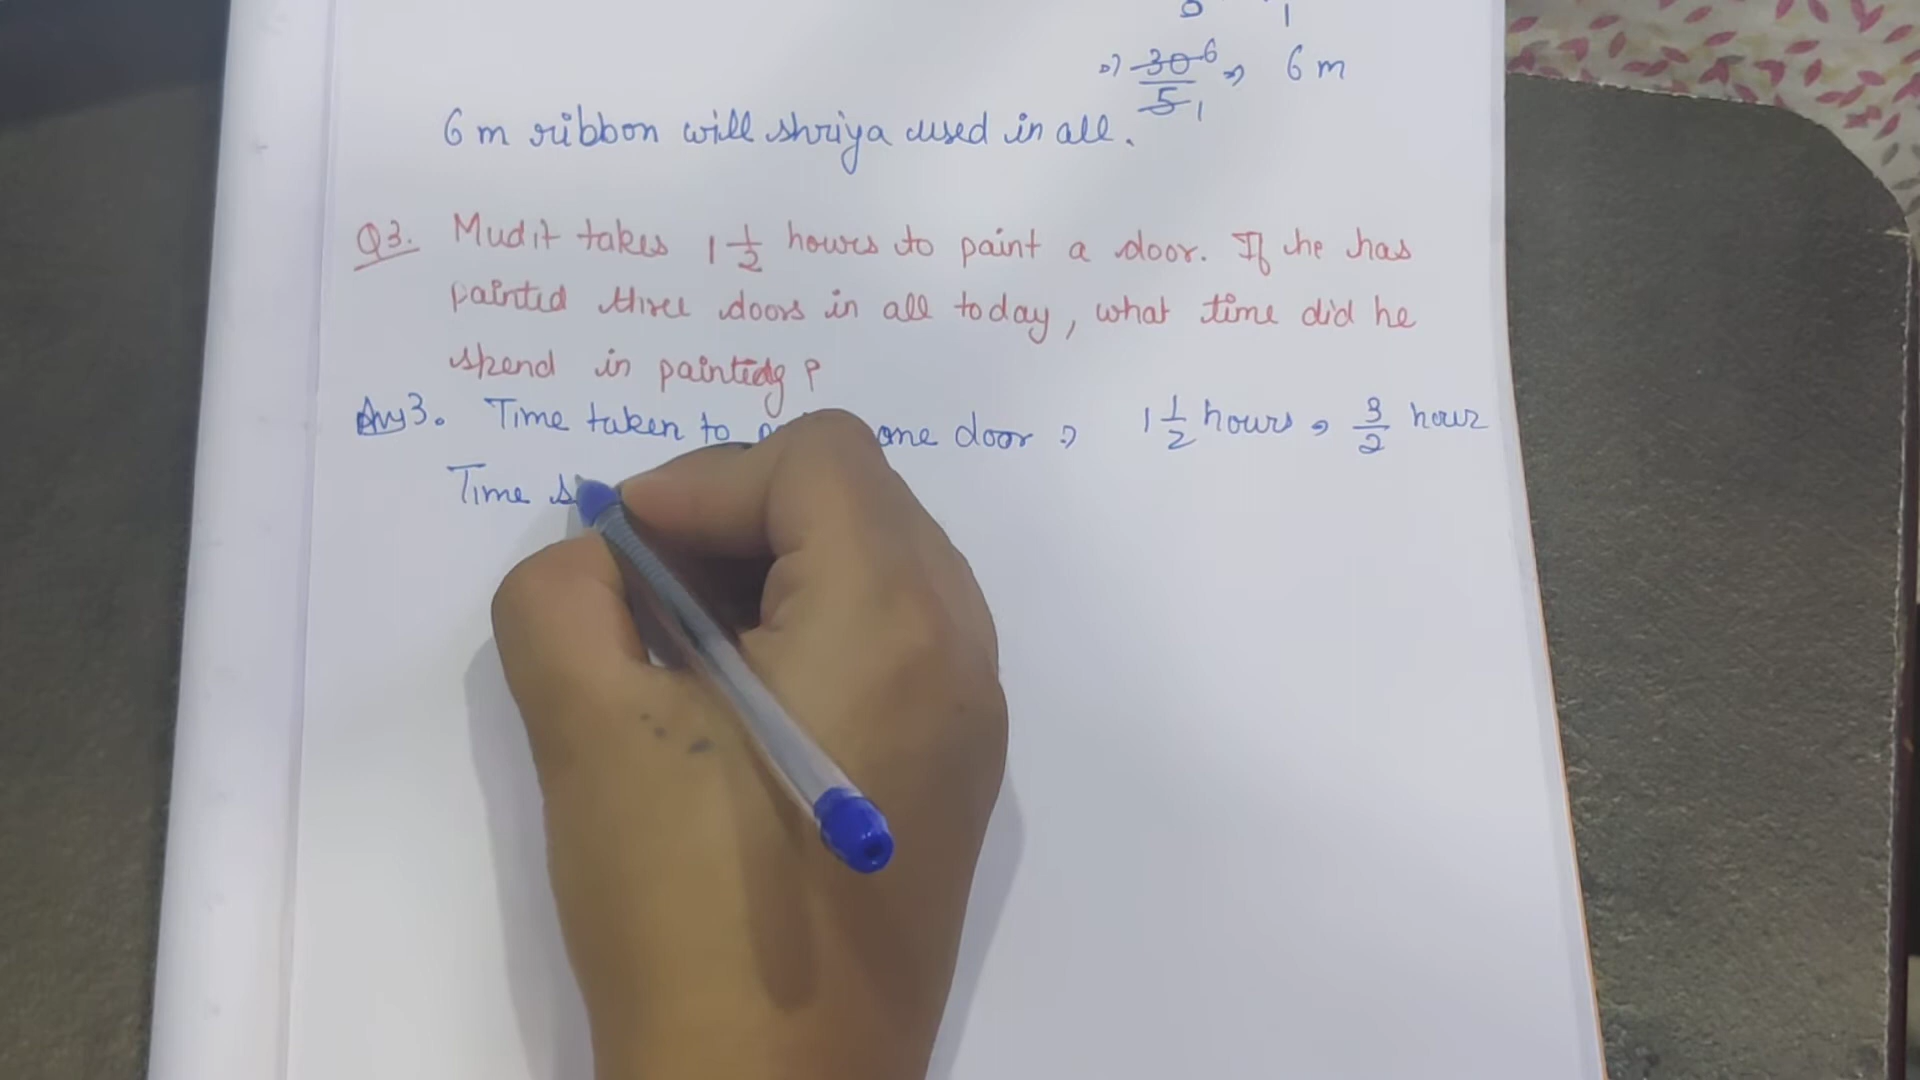 30 6
5 1 ⇒ 6 m
6 m ribbon will shriya used in all.
Q3. Mudit takes 1 1/2 hours to paint a door. If he has
painted three doors in all today, what time did he
spend in painting ?
Ans 3. Time taken to one door ⇒ 1 1/2 hours ⇒ 3/2 hour
Time